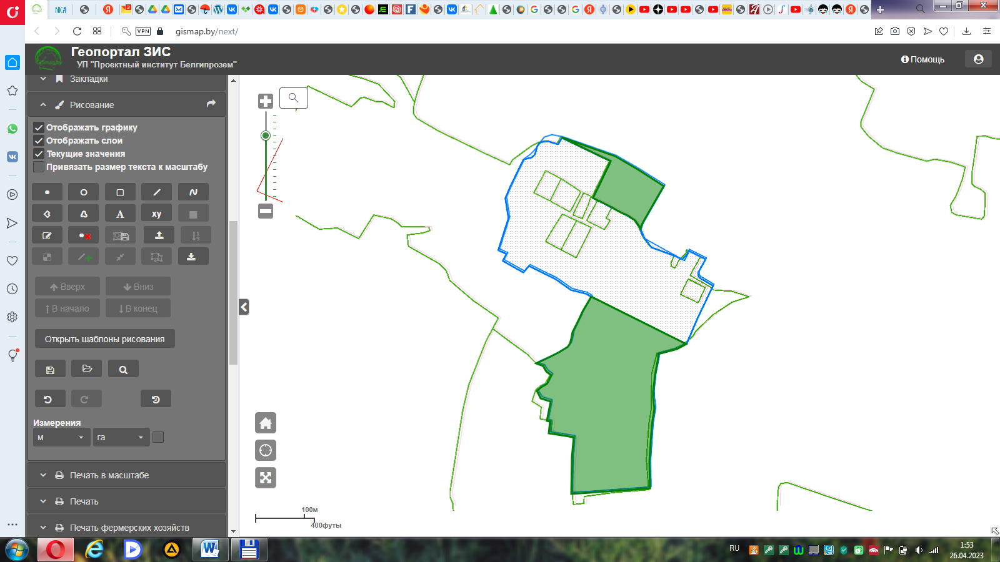 NKA
VPN
gismap.by/next/
Геопортал ЗИС
УП "Проектный институт Белгипрозем"
Помощь
Закладки
Рисование
Отображать графику
Отображать слои
Текущие значения
Привязать размер текста к масштабу
A
xy
Вверх
Вниз
В начало
В конец
Открыть шаблоны рисования
Измерения
м
га
Печать в масштабе
Печать
Печать фермерских хозяйств
100м
400футы
RU
1:53
26.04.2023